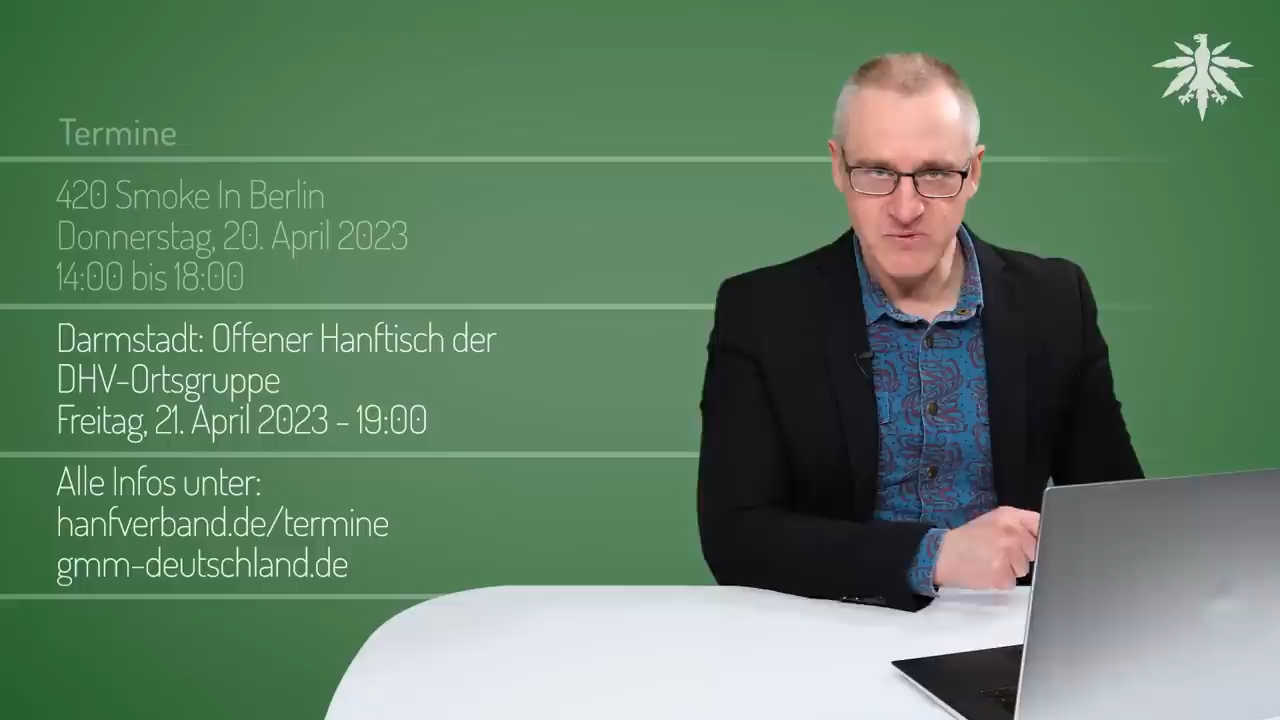 Termine
420 Smoke In Berlin
Donnerstag, 20. April 2023
14:00 bis 18:00
Darmstadt: Offener Hanftisch der
DHV-Ortsgruppe
Freitag, 21. April 2023 - 19:00
Alle Infos unter:
hanfverband.de/termine
gmm-deutschland.de